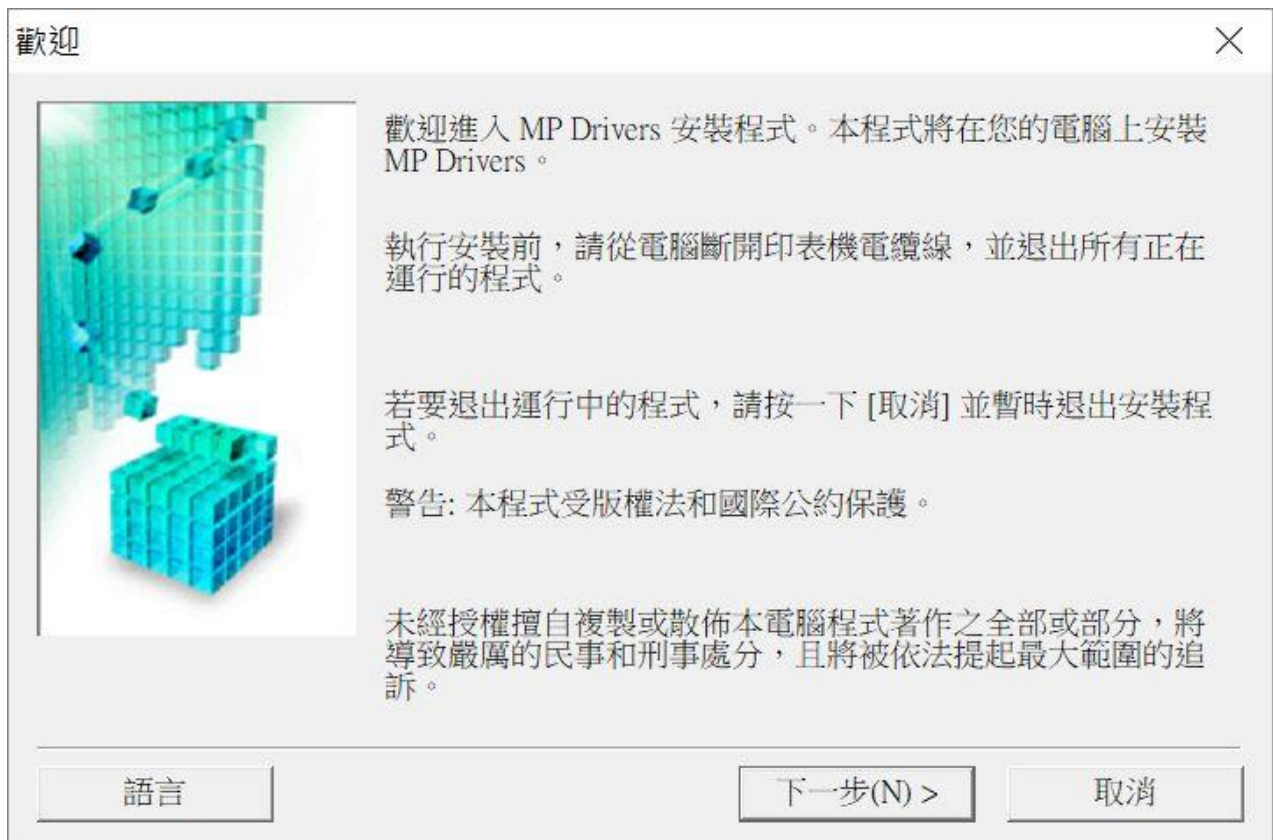 歡迎
歡迎進入 MP Drivers 安裝程式。本程式將在您的電腦上安裝
MP Drivers。
執行安裝前，請從電腦斷開印表機電纜線，並退出所有正在
運行的程式。
若要退出運行中的程式，請按一下 [取消] 並暫時退出安裝程
式。
警告: 本程式受版權法和國際公約保護。
未經授權擅自複製或散佈本電腦程式著作之全部或部分，將
導致嚴厲的民事和刑事處分，且將被依法提起最大範圍的追
訴。
語言
下一步(N) >
取消